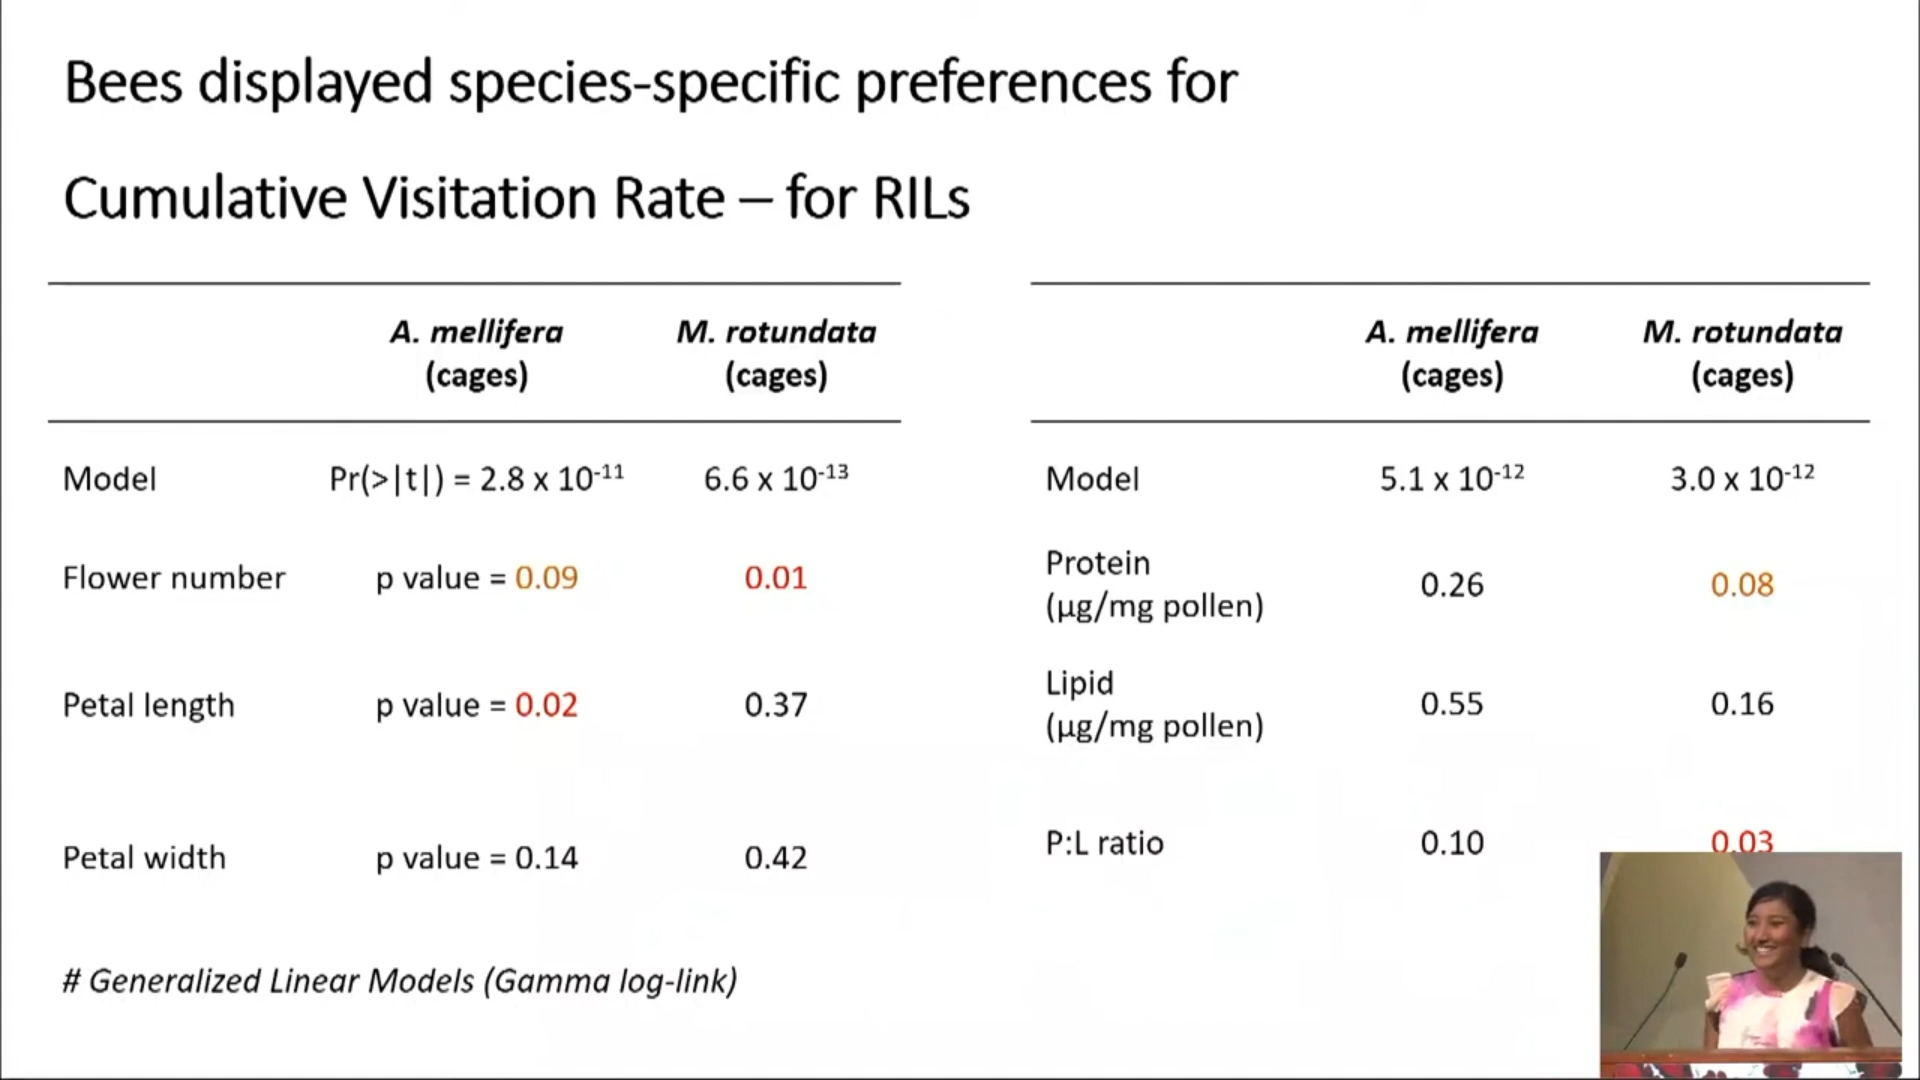 Bees displayed species-specific preferences for
Cumulative Visitation Rate – for RILs
A. mellifera (cages) M. rotundata (cages)
Model Pr(>|t|) = 2.8 x 10⁻¹¹ 6.6 x 10⁻¹³
Flower number p value = 0.09 0.01
Petal length p value = 0.02 0.37
Petal width p value = 0.14 0.42
# Generalized Linear Models (Gamma log-link)
A. mellifera (cages) M. rotundata (cages)
Model 5.1 x 10⁻¹² 3.0 x 10⁻¹²
Protein (µg/mg pollen) 0.26 0.08
Lipid (µg/mg pollen) 0.55 0.16
P:L ratio 0.10 0.03